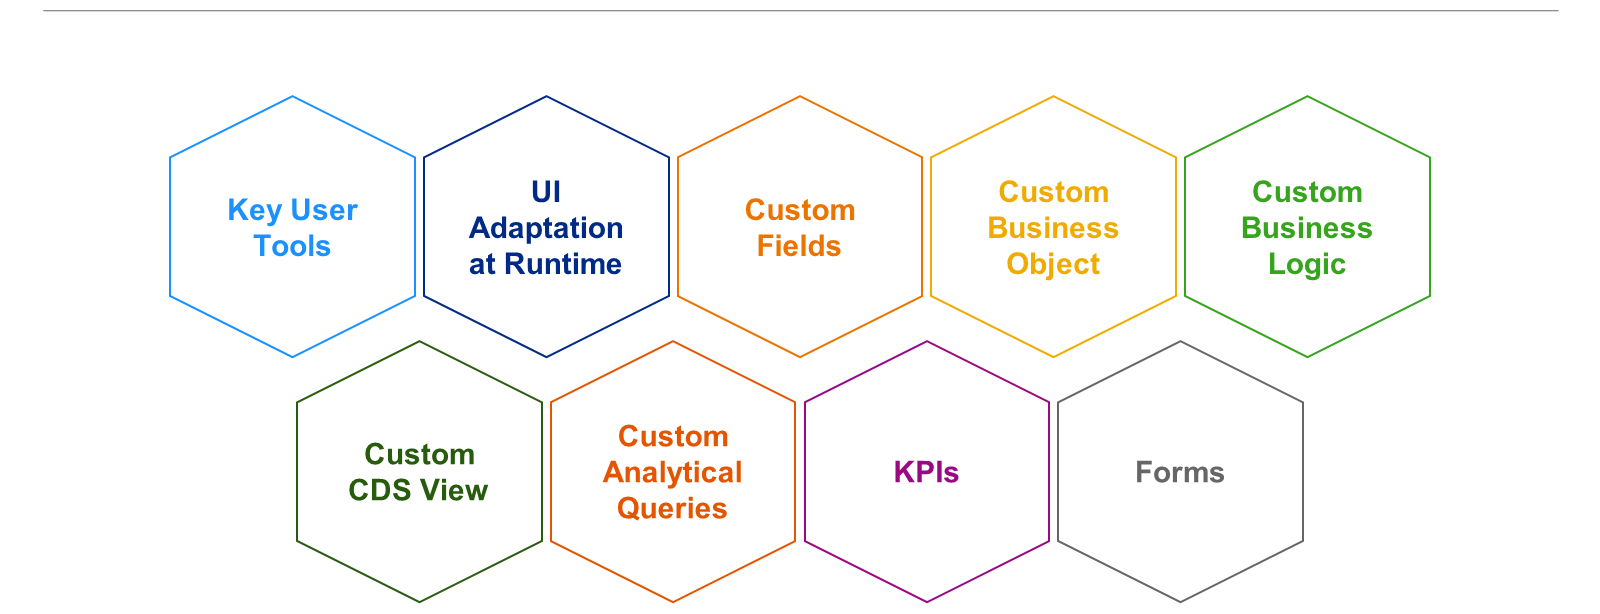 Key User
Tools
UI
Adaptation
at Runtime
Custom
Fields
Custom
Business
Object
Custom
Business
Logic
Custom
CDS View
Custom
Analytical
Queries
KPIs
Forms